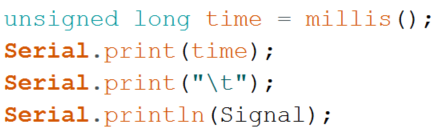 unsigned long time = millis();
Serial.print(time);
Serial.print("\t");
Serial.println(Signal);